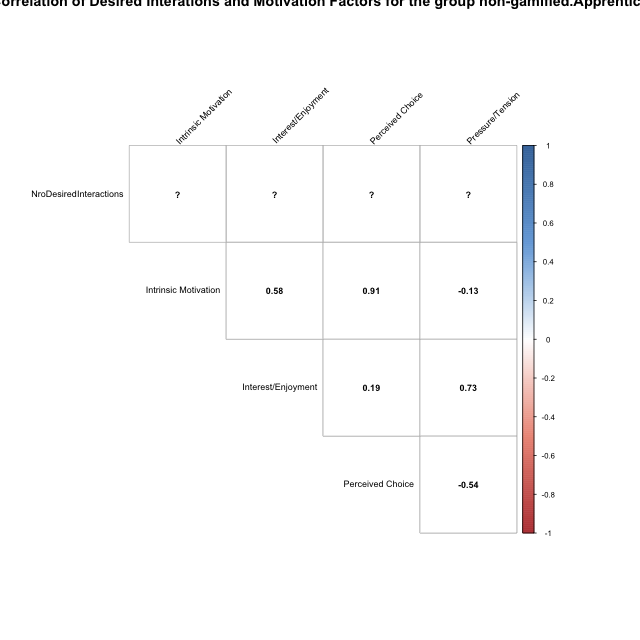 Correlation of Desired Interations and Motivation Factors for the group non-gamified.Apprentic
Intrinsic Motivation
Interest/Enjoyment
Perceived Choice
Pressure/Tension
NroDesiredInteractions ? ? ? ?
Intrinsic Motivation 0.58 0.91 -0.13
Interest/Enjoyment 0.19 0.73
Perceived Choice -0.54
1
0.8
0.6
0.4
0.2
0
-0.2
-0.4
-0.6
-0.8
-1